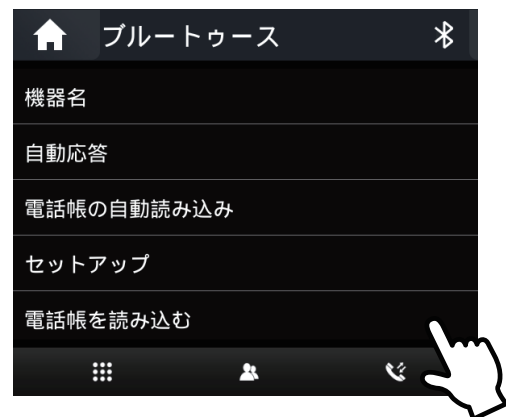 ブルートゥース
機器名
自動応答
電話帳の自動読み込み
セットアップ
電話帳を読み込む